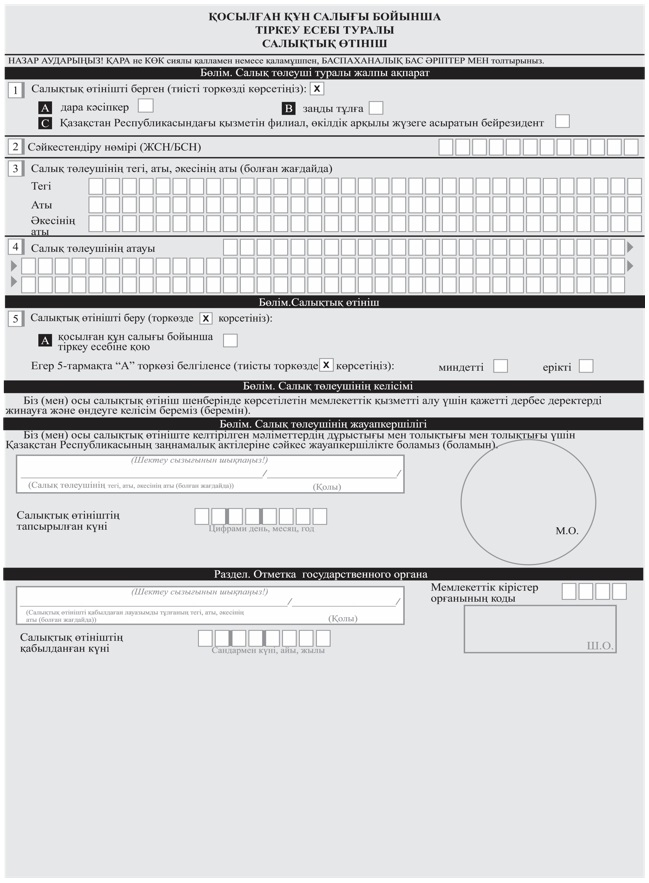 ҚОСЫЛҒАН ҚҰН САЛЫҒЫ БОЙЫНША
ТІРКЕУ ЕСЕБІ ТУРАЛЫ
САЛЫҚТЫҚ ӨТІНІШ
НАЗАР АУДАРЫҢЫЗ! ҚАРА не КӨК сиялы қалламен немесе қаламұшпен, БАСПАХАНАЛЫҚ БАС ӘРІПТЕР МЕН толтырыңыз.
Бөлім. Салық төлеуші туралы жалпы ақпарат
1 Салықтық өтінішті берген (тиісті торкөзді көрсетіңіз): X
A дара кәсіпкер B заңды тұлға
C Қазақстан Республикасындағы қызметін филиал, өкілдік арқылы жүзеге асыратын бейрезидент
2 Сәйкестендіру нөмірі (ЖСН/БСН)
3 Салық төлеушінің тегі, аты, әкесінің аты (болған жағдайда)
Тегі
Аты
Әкесінің
аты
4 Салық төлеушінің атауы
Бөлім.Салықтық өтініш
5 Салықтық өтінішті беру (торкөзде X көрсетіңіз):
A қосылған құн салығы бойынша
тіркеу есебіне қою
Егер 5-тармақта “А” торкөзі белгіленсе (тиісты торкөзде X көрсетіңіз): міндетті ерікті
Бөлім. Салық төлеушінің келісімі
Біз (мен) осы салықтық өтініш шеңберінде көрсетілетін мемлекеттік қызметті алу үшін қажетті дербес деректерді
жинауға және өңдеуге келісім береміз (беремін).
Бөлім. Салық төлеушінің жауапкершілігі
Біз (мен) осы салықтық өтініште келтірілген мәліметтердің дұрыстығы мен толықтығы мен толықтығы үшін
Қазақстан Республикасының заңнамалық актілеріне сәйкес жауапкершілікте боламыз (боламын).
(Шектеу сызығынын шықпаңыз!)
(Салық төлеушінің тегі, аты, әкесінің аты (болған жағдайда)) (Қолы)
Салықтық өтініштің
тапсырылған күні
Цифрами день, месяц, год
М.О.
Раздел. Отметка государственного органа
(Шектеу сызығынын шықпаңыз!)
(Салықтық өтінішті қабылдаған лауазымды тұлғаның тегі, аты, әкесінің
аты (болған жағдайда) (Қолы)
Мемлекеттік кірістер
органының коды
Салықтық өтініштің
қабылданған күні
Сандармен күші, айы, жылы
Ш.О.